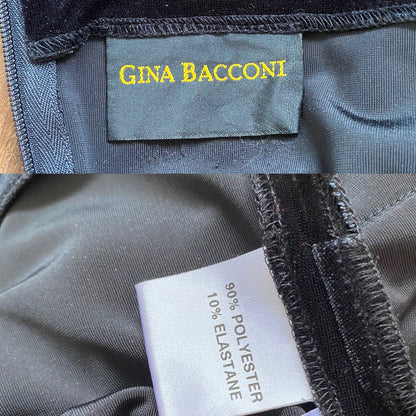 GINA BACCONI
90% POLYESTER
10% ELASTANE